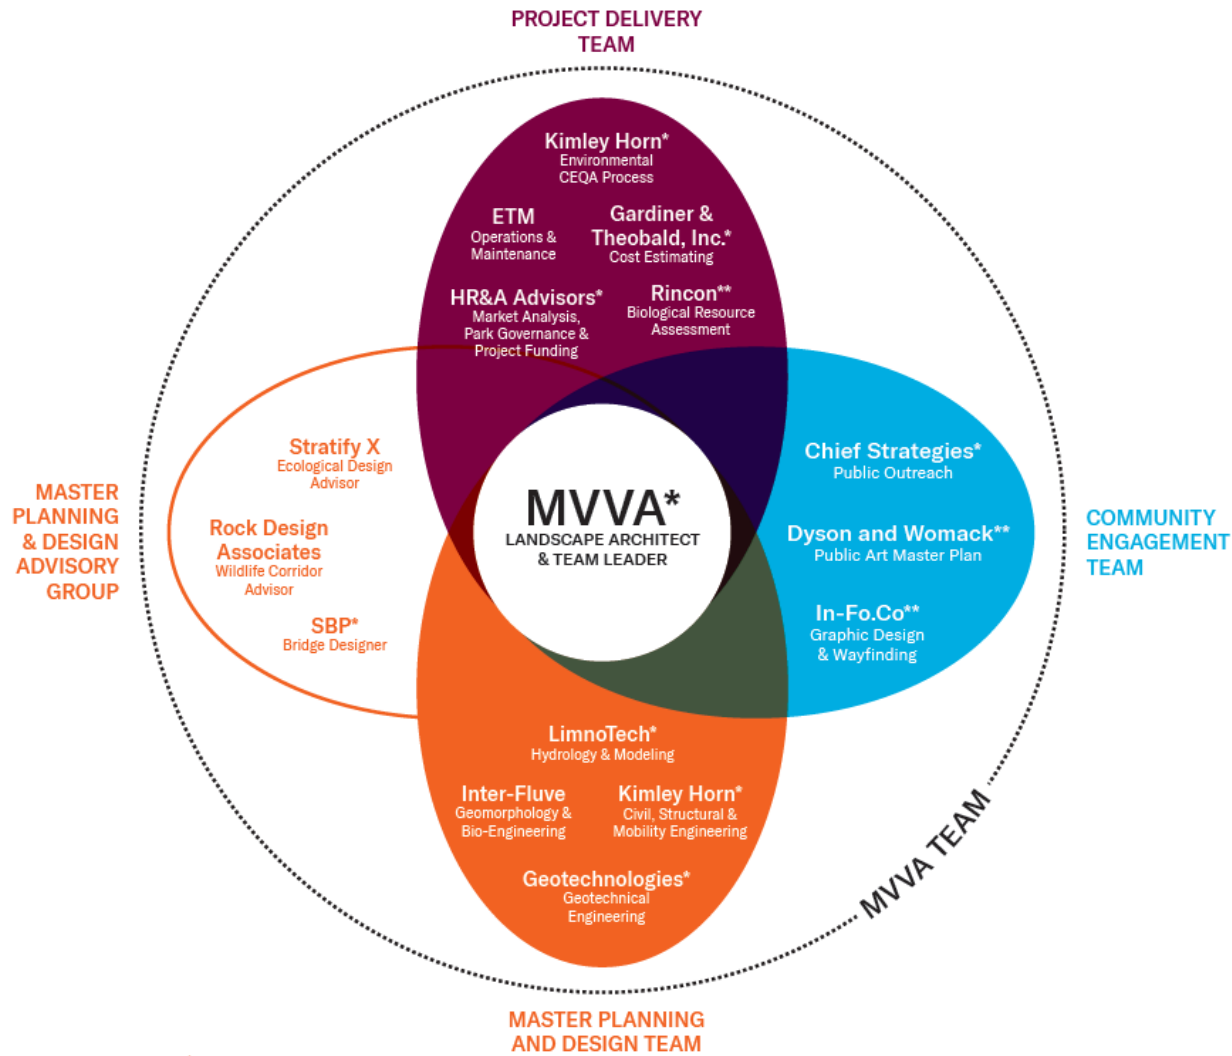 PROJECT DELIVERY
TEAM
Kimley Horn*
Environmental
CEQA Process
ETM
Operations &
Maintenance
Gardiner &
Theobald, Inc.*
Cost Estimating
HR&A Advisors*
Market Analysis,
Park Governance &
Project Funding
Rincon**
Biological Resource
Assessment
MASTER
PLANNING
& DESIGN
ADVISORY
GROUP
Stratify X
Ecological Design
Advisor
Rock Design
Associates
Wildlife Corridor
Advisor
SBP*
Bridge Designer
MVVA*
LANDSCAPE ARCHITECT
& TEAM LEADER
Chief Strategies*
Public Outreach
Dyson and Womack**
Public Art Master Plan
In-Fo.Co**
Graphic Design
& Wayfinding
COMMUNITY
ENGAGEMENT
TEAM
LimnoTech*
Hydrology & Modeling
Inter-Fluve
Geomorphology &
Bio-Engineering
Kimley Horn*
Civil, Structural &
Mobility Engineering
Geotechnologies*
Geotechnical
Engineering
MVVA TEAM
MASTER PLANNING
AND DESIGN TEAM